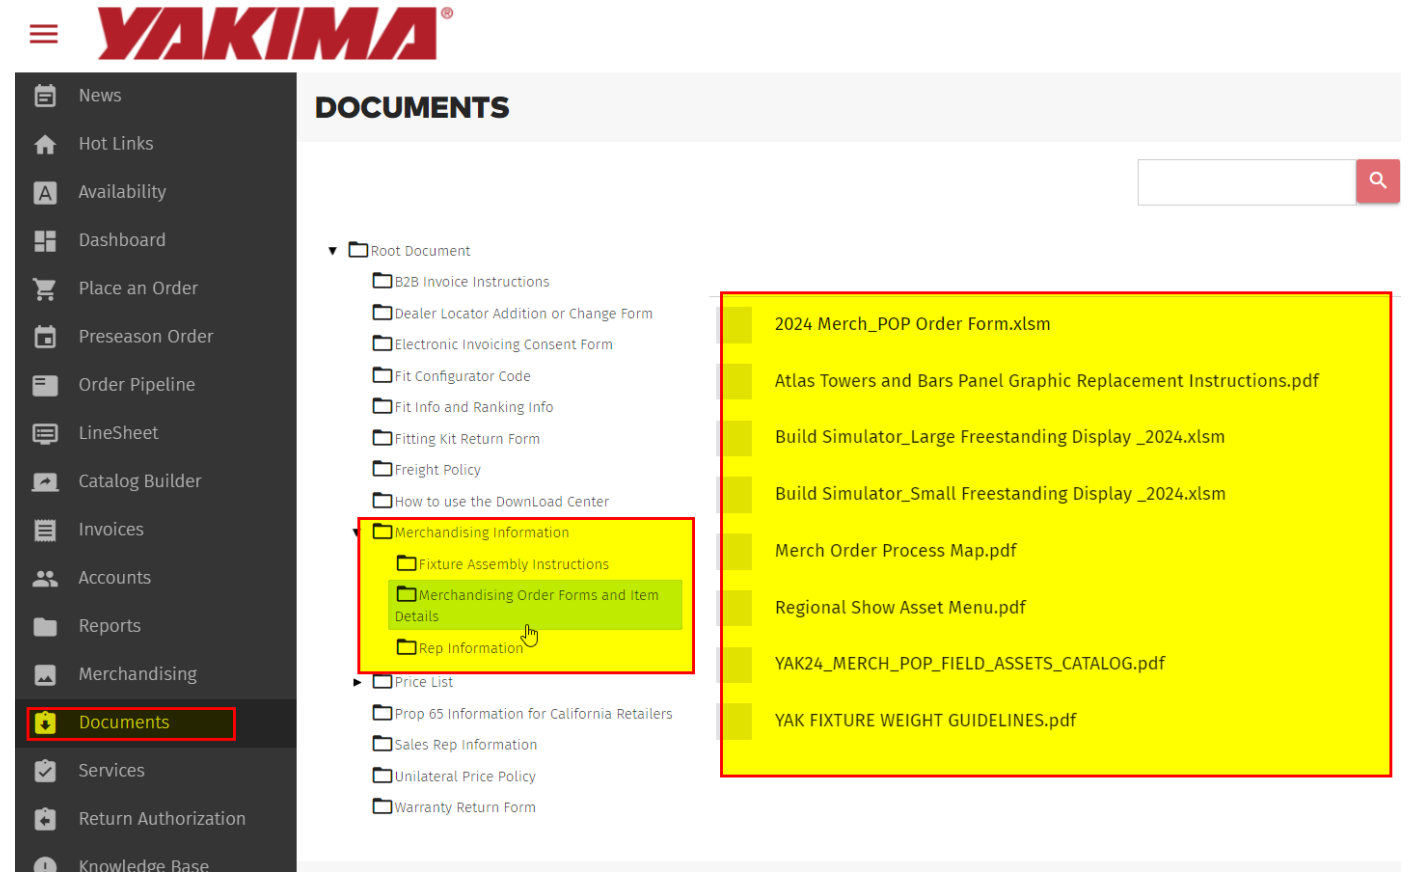 YAKIMA®
News
Hot Links
Availability
Dashboard
Place an Order
Preseason Order
Order Pipeline
LineSheet
Catalog Builder
Invoices
Accounts
Reports
Merchandising
Documents
Services
Return Authorization
Knowledge Base
DOCUMENTS
Root Document
B2B Invoice Instructions
Dealer Locator Addition or Change Form
Electronic Invoicing Consent Form
Fit Configurator Code
Fit Info and Ranking Info
Fitting Kit Return Form
Freight Policy
How to use the DownLoad Center
Merchandising Information
Fixture Assembly Instructions
Merchandising Order Forms and Item
Details
Rep Information
Price List
Prop 65 Information for California Retailers
Sales Rep Information
Unilateral Price Policy
Warranty Return Form
2024 Merch_POP Order Form.xlsm
Atlas Towers and Bars Panel Graphic Replacement Instructions.pdf
Build Simulator_Large Freestanding Display _2024.xlsm
Build Simulator_Small Freestanding Display _2024.xlsm
Merch Order Process Map.pdf
Regional Show Asset Menu.pdf
YAK24_MERCH_POP_FIELD_ASSETS_CATALOG.pdf
YAK FIXTURE WEIGHT GUIDELINES.pdf